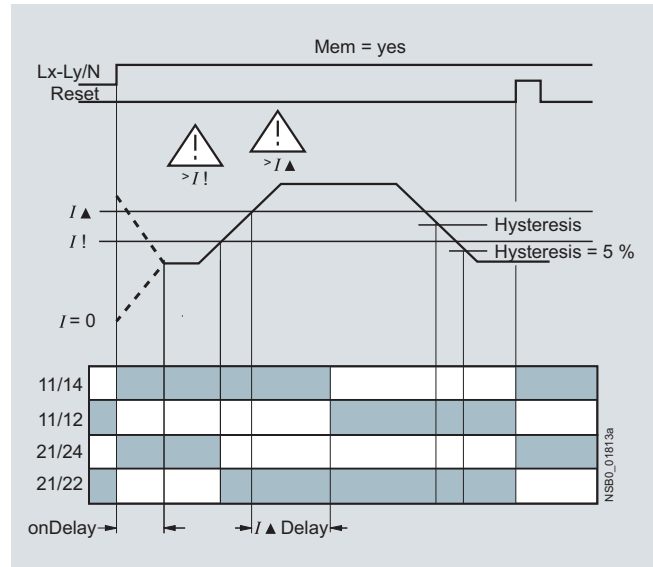 Mem = yes
Lx-Ly/N
Reset
> I !
> I ▲
I ▲
Hysteresis
I !
Hysteresis = 5 %
I = 0
11/14
11/12
21/24
21/22
NSB0_01813a
onDelay
I ▲ Delay